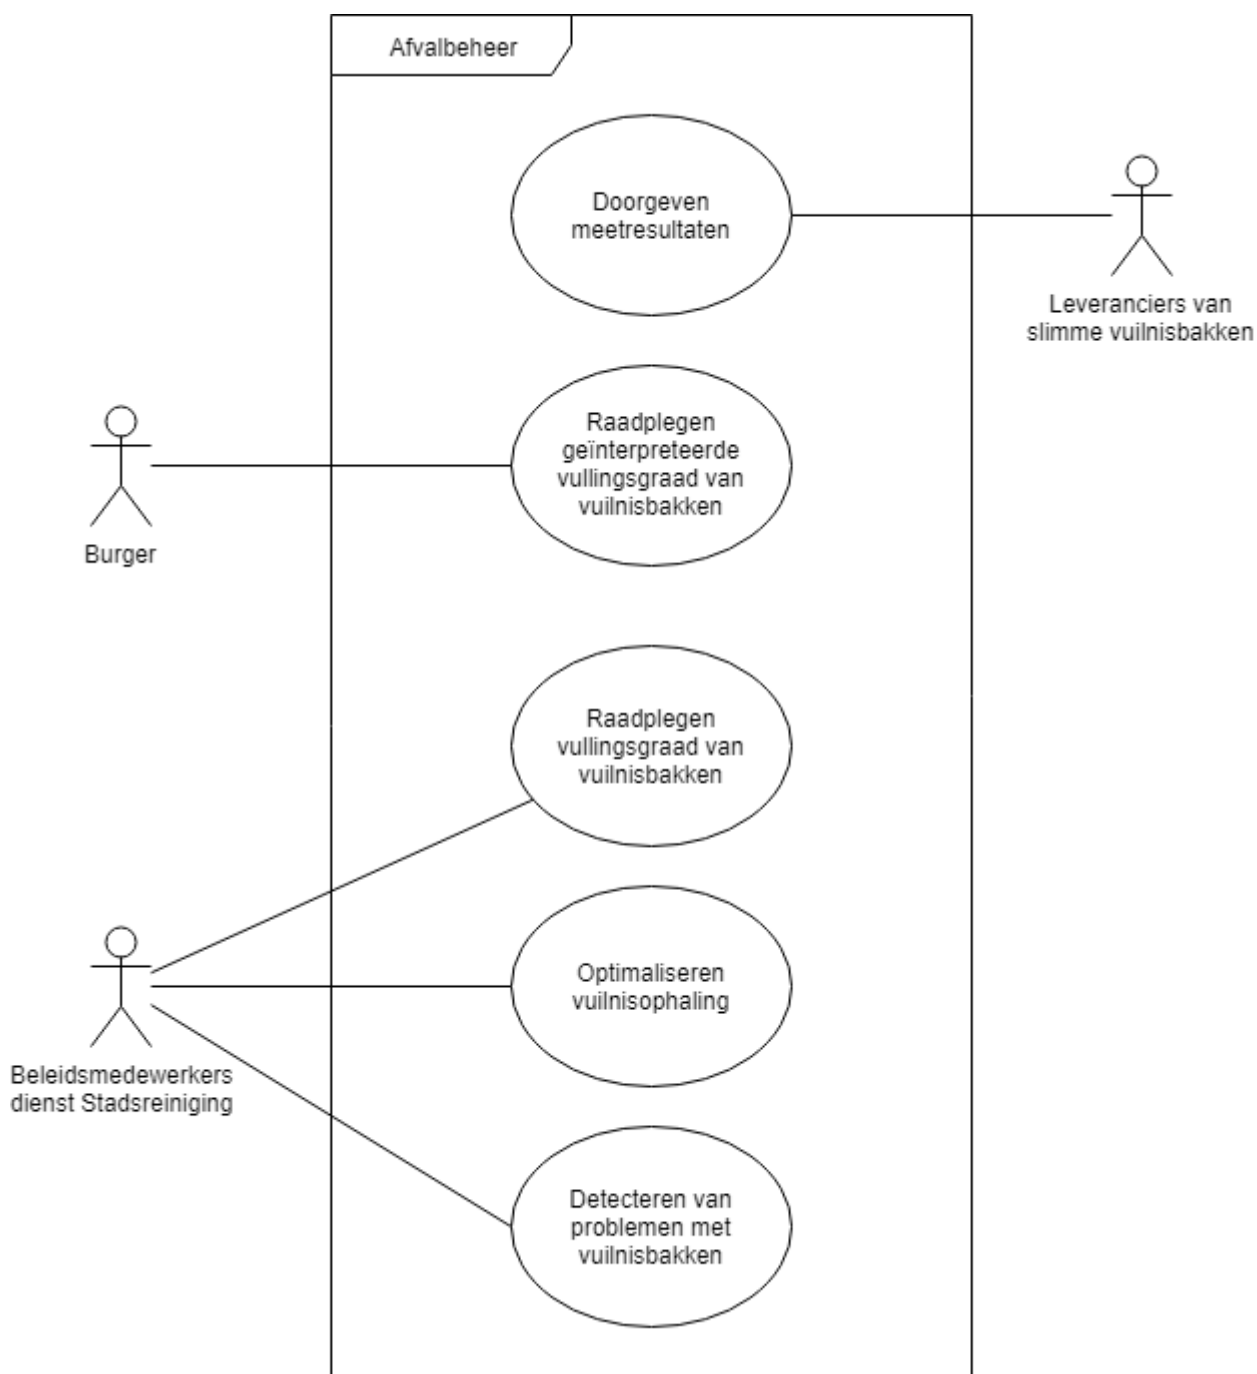 Afvalbeheer
Doorgeven
meetresultaten
Leveranciers van
slimme vuilnisbakken
Raadplegen
geïnterpreteerde
vullingsgraad van
vuilnisbakken
Burger
Raadplegen
vullingsgraad van
vuilnisbakken
Optimaliseren
vuilnisophaling
Beleidsmedewerkers
dienst Stadsreiniging
Detecteren van
problemen met
vuilnisbakken